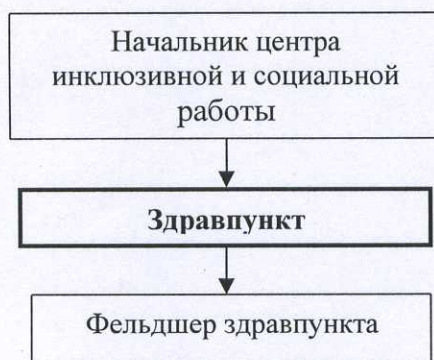 Начальник центра
инклюзивной и социальной
работы
Здравпункт
Фельдшер здравпункта